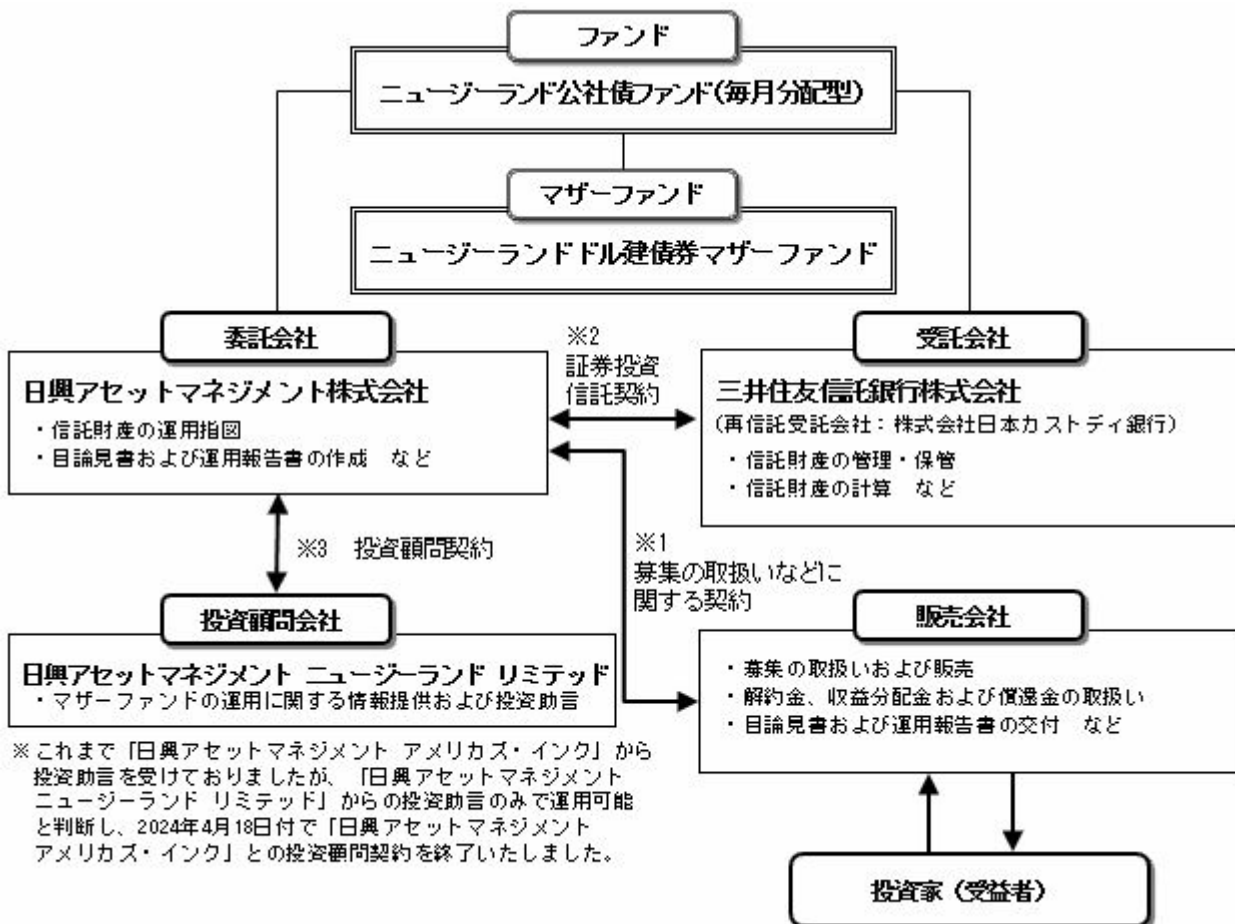 ファンド
ニュージーランド公社債ファンド(毎月分配型)
マザーファンド
ニュージーランドドル建債券マザーファンド
委託会社
日興アセットマネジメント株式会社
・信託財産の運用指図
・目論見書および運用報告書の作成 など
※2
証券投資
信託契約
受託会社
三井住友信託銀行株式会社
(再信託受託会社：株式会社日本カストディ銀行)
・信託財産の管理・保管
・信託財産の計算 など
※3 投資顧問契約
※1
募集の取扱いなどに
関する契約
投資顧問会社
日興アセットマネジメント ニュージーランド リミテッド
・マザーファンドの運用に関する情報提供および投資助言
販売会社
・募集の取扱いおよび販売
・解約金、収益分配金および償還金の取扱い
・目論見書および運用報告書の交付 など
※これまで「日興アセットマネジメント アメリカズ・インク」から
投資助言を受けておりましたが、「日興アセットマネジメント
ニュージーランド リミテッド」からの投資助言のみで運用可能
と判断し、2024年4月18日付で「日興アセットマネジメント
アメリカズ・インク」との投資顧問契約を終了いたしました。
投資家(受益者)